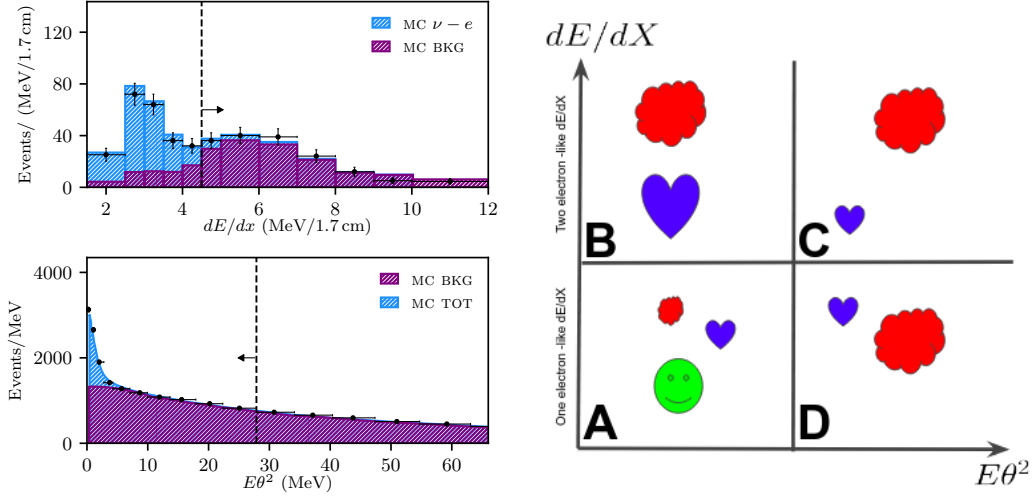 Events/ (MeV/1.7 cm)
120
80
40
0
MC ν − e
MC BKG
2 4 6 8 10 12
dE/dx (MeV/1.7 cm)
Events/MeV
4000
2000
0
MC BKG
MC TOT
0 10 20 30 40 50 60
Eθ² (MeV)
dE/dX
Two electron -like dE/dX
B
C
One electron -like dE/dX
A
D
Eθ²